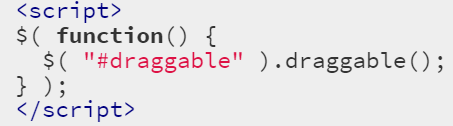 <script>
$( function() {
  $( "#draggable" ).draggable();
} );
</script>